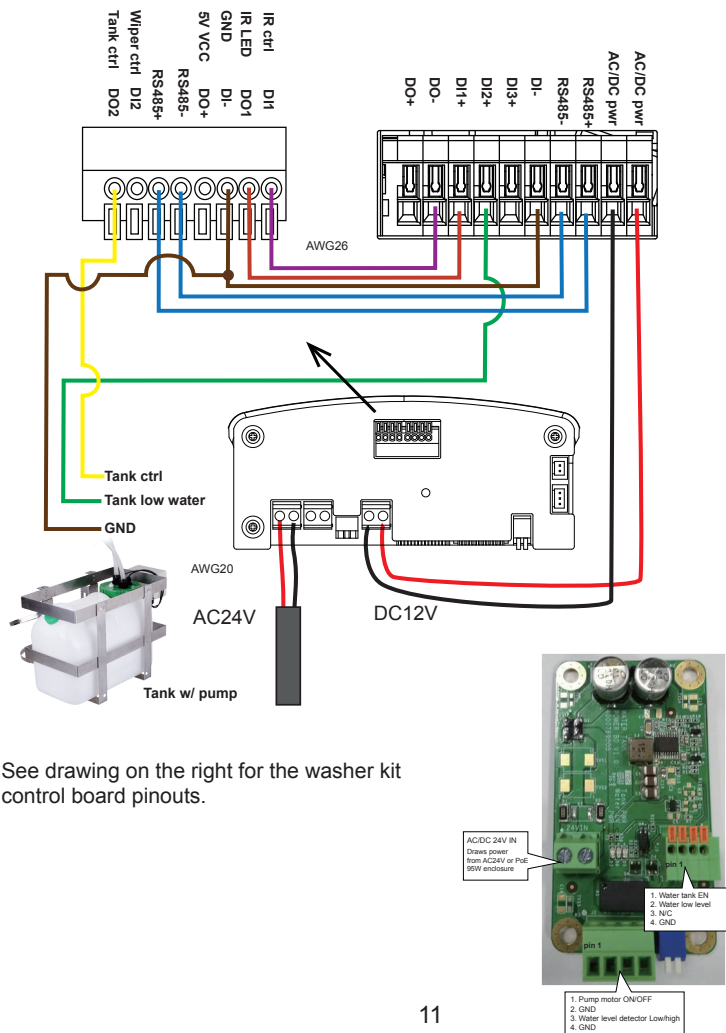 IR ctrl DI1
IR LED DO1
GND DI-
5V VCC DO+
RS485-
RS485+
Wiper ctrl DI2
Tank ctrl DO2
AC/DC pwr
AC/DC pwr
RS485+
RS485-
DI-
DI3+
DI2+
DI1+
DO-
DO+
AWG26
Tank ctrl
Tank low water
GND
AWG20
AC24V
DC12V
Tank w/ pump
See drawing on the right for the washer kit
control board pinouts.
AC/DC 24V IN
Draws power
from AC24V or PoE
95W enclosure
24VIN
pin 1
1. Water tank EN
2. Water low level
3. N/C
4. GND
pin 1
1. Pump motor ON/OFF
2. GND
3. Water level detector Low/high
4. GND
11